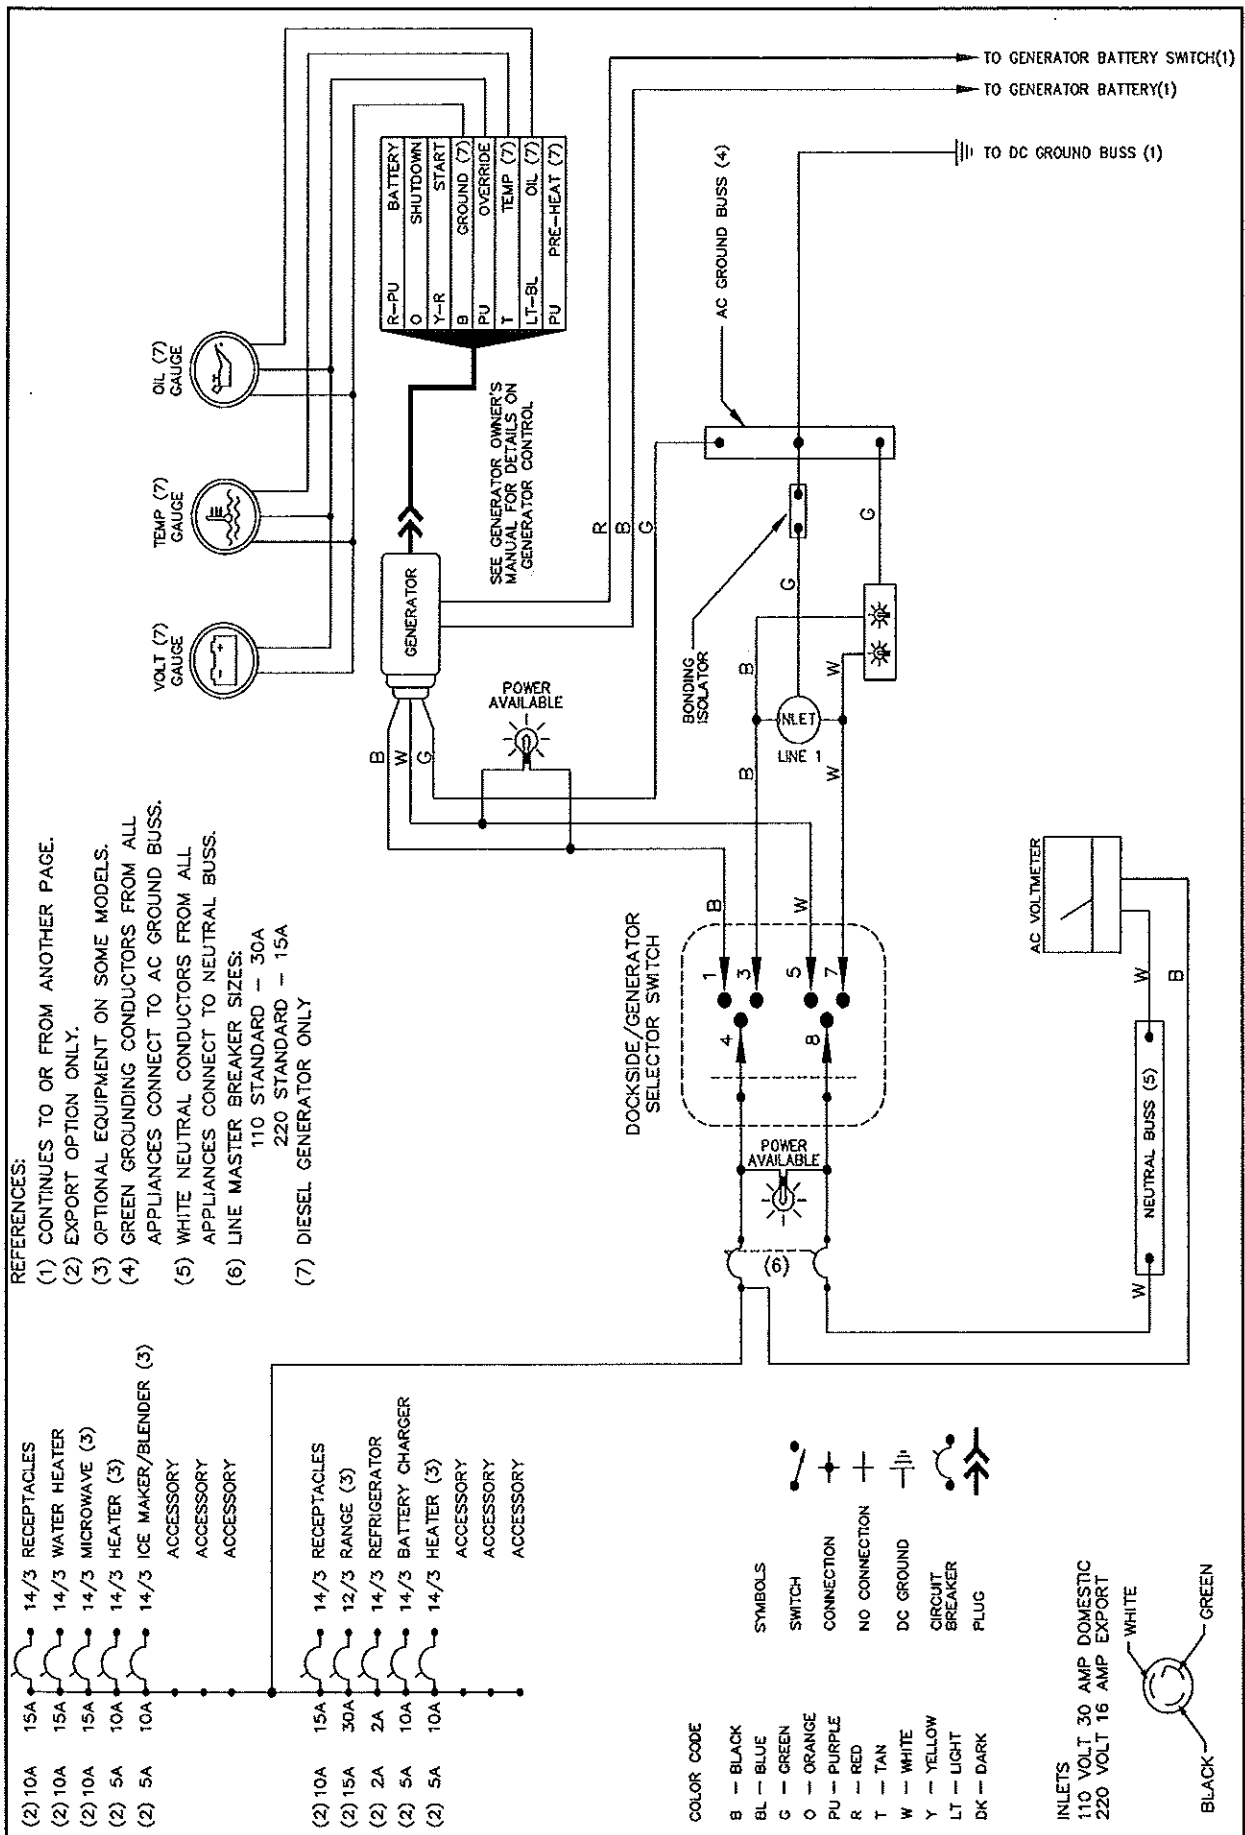 REFERENCES:
(1) CONTINUES TO OR FROM ANOTHER PAGE.
(2) EXPORT OPTION ONLY.
(3) OPTIONAL EQUIPMENT ON SOME MODELS.
(4) GREEN GROUNDING CONDUCTORS FROM ALL
APPLIANCES CONNECT TO AC GROUND BUSS.
(5) WHITE NEUTRAL CONDUCTORS FROM ALL
APPLIANCES CONNECT TO NEUTRAL BUSS.
(6) LINE MASTER BREAKER SIZES:
110 STANDARD – 30A
220 STANDARD – 15A
(7) DIESEL GENERATOR ONLY
VOLT (7)
GAUGE
TEMP (7)
GAUGE
OIL (7)
GAUGE
R–PU BATTERY
O SHUTDOWN
Y–R START
B GROUND (7)
PU OVERRIDE
T TEMP (7)
LT–BL OIL (7)
PU PRE–HEAT (7)
GENERATOR
SEE GENERATOR OWNER'S
MANUAL FOR DETAILS ON
GENERATOR CONTROL
B
W
G
POWER
AVAILABLE
R
B
G
TO GENERATOR BATTERY SWITCH(1)
TO GENERATOR BATTERY(1)
TO DC GROUND BUSS (1)
AC GROUND BUSS (4)
BONDING
ISOLATOR
G
G
B
W
INLET
LINE 1
B
W
B
W
DOCKSIDE/GENERATOR
SELECTOR SWITCH
1
3
5
7
4
8
POWER
AVAILABLE
(6)
AC VOLTMETER
W
B
NEUTRAL BUSS (5)
W
(2) 10A 15A 14/3 RECEPTACLES
(2) 10A 15A 14/3 WATER HEATER
(2) 10A 15A 14/3 MICROWAVE (3)
(2) 5A 10A 14/3 HEATER (3)
(2) 5A 10A 14/3 ICE MAKER/BLENDER (3)
ACCESSORY
ACCESSORY
ACCESSORY
(2) 10A 15A 14/3 RECEPTACLES
(2) 15A 30A 12/3 RANGE (3)
(2) 2A 2A 14/3 REFRIGERATOR
(2) 5A 10A 14/3 BATTERY CHARGER
(2) 5A 10A 14/3 HEATER (3)
ACCESSORY
ACCESSORY
ACCESSORY
COLOR CODE
B – BLACK
BL – BLUE
G – GREEN
O – ORANGE
PU – PURPLE
R – RED
T – TAN
W – WHITE
Y – YELLOW
LT – LIGHT
DK – DARK
SYMBOLS
SWITCH
CONNECTION
NO CONNECTION
DC GROUND
CIRCUIT
BREAKER
PLUG
INLETS
110 VOLT 30 AMP DOMESTIC
220 VOLT 16 AMP EXPORT
WHITE
GREEN
BLACK